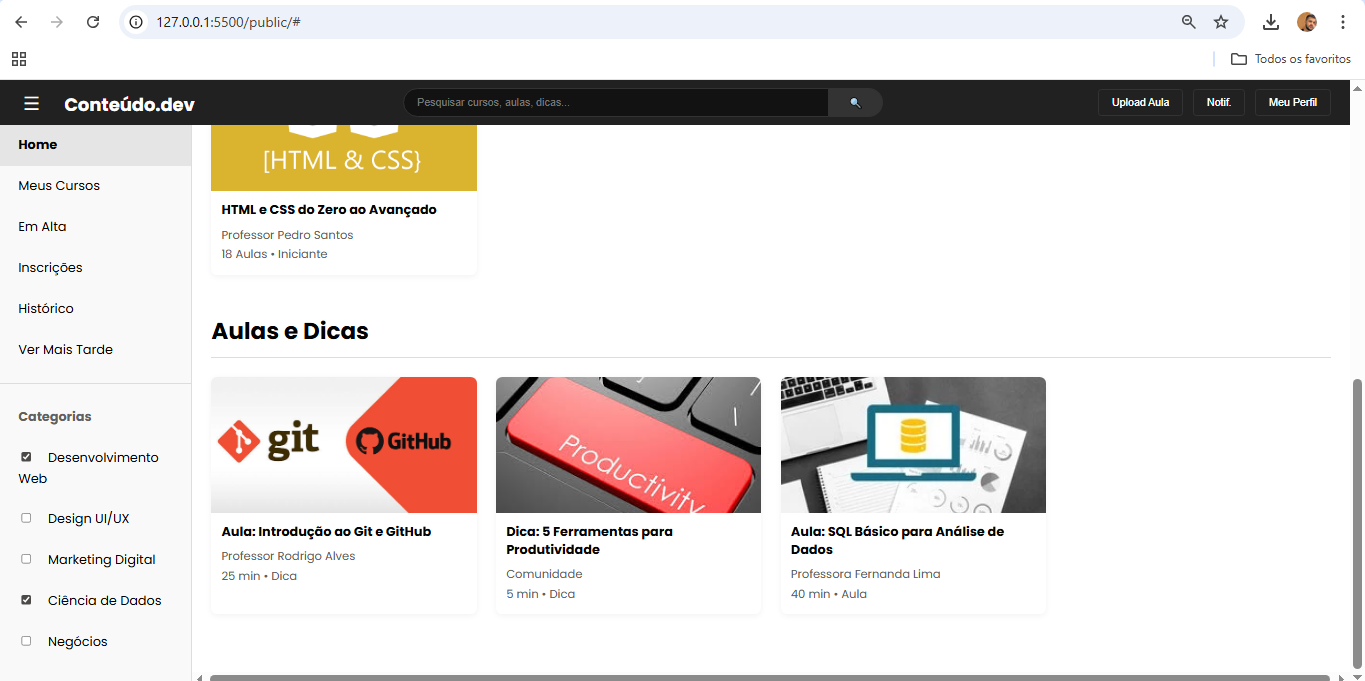 127.0.0.1:5500/public/#
Todos os favoritos
Conteúdo.dev
Pesquisar cursos, aulas, dicas...
Upload Aula
Notif.
Meu Perfil
Home
Meus Cursos
Em Alta
Inscrições
Histórico
Ver Mais Tarde
Categorias
Desenvolvimento
Web
Design UI/UX
Marketing Digital
Ciência de Dados
Negócios
[HTML & CSS}
HTML e CSS do Zero ao Avançado
Professor Pedro Santos
18 Aulas • Iniciante
Aulas e Dicas
git
GitHub
Aula: Introdução ao Git e GitHub
Professor Rodrigo Alves
25 min • Dica
Productivity
Dica: 5 Ferramentas para
Produtividade
Comunidade
5 min • Dica
Aula: SQL Básico para Análise de
Dados
Professora Fernanda Lima
40 min • Aula